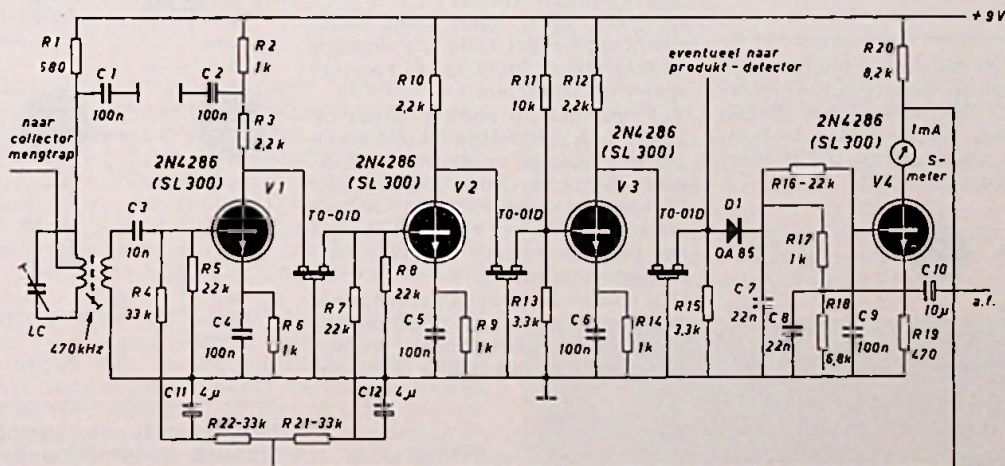 + 9V
R1
580
C1
100n
C2
100n
R2
1k
R3
2,2k
R10
2,2k
R11
10k
R12
2,2k
eventueel naar
produkt - detector
R20
8,2k
1mA
S-
meter
naar
collector
mengtrap
2N4286
(SL 300)
V1
2N4286
(SL 300)
V2
2N4286
(SL 300)
V3
2N4286
(SL 300)
V4
TO-01D
TO-01D
TO-01D
D1
OA 85
R16-22k
R17
1k
C3
10n
R4
33k
R5
22k
LC
470kHz
C4
100n
R6
1k
R7
22k
R8
22k
C5
100n
R9
1k
R13
3,3k
C6
100n
R14
1k
R15
3,3k
C7
22n
C8
22n
R18
6,8k
C9
100n
R19
470
C10
10µ
a.f.
C11
4µ
C12
4µ
R22-33k
R21-33k